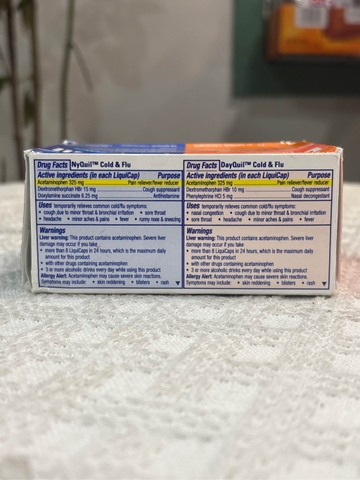 Drug Facts NyQuil™ Cold & Flu
Active ingredients (in each LiquiCap) Purpose
Acetaminophen 325 mg Pain reliever/fever reducer
Dextromethorphan HBr 15 mg Cough suppressant
Doxylamine succinate 6.25 mg Antihistamine
Uses temporarily relieves common cold/flu symptoms:
• cough due to minor throat & bronchial irritation • sore throat
• headache • minor aches & pains • fever • runny nose & sneezing
Warnings
Liver warning: This product contains acetaminophen. Severe liver
damage may occur if you take
• more than 8 LiquiCaps in 24 hours, which is the maximum daily
amount for this product
• with other drugs containing acetaminophen
• 3 or more alcoholic drinks every day while using this product
Allergy Alert: Acetaminophen may cause severe skin reactions.
Symptoms may include: • skin reddening • blisters • rash
Drug Facts DayQuil™ Cold & Flu
Active ingredients (in each LiquiCap) Purpose
Acetaminophen 325 mg Pain reliever/fever reducer
Dextromethorphan HBr 10 mg Cough suppressant
Phenylephrine HCl 5 mg Nasal decongestant
Uses temporarily relieves common cold/flu symptoms:
• nasal congestion • cough due to minor throat & bronchial irritation
• sore throat • headache • minor aches & pains • fever
Warnings
Liver warning: This product contains acetaminophen. Severe liver
damage may occur if you take
• more than 8 LiquiCaps in 24 hours, which is the maximum daily
amount for this product
• with other drugs containing acetaminophen
• 3 or more alcoholic drinks every day while using this product
Allergy Alert: Acetaminophen may cause severe skin reactions.
Symptoms may include: • skin reddening • blisters • rash